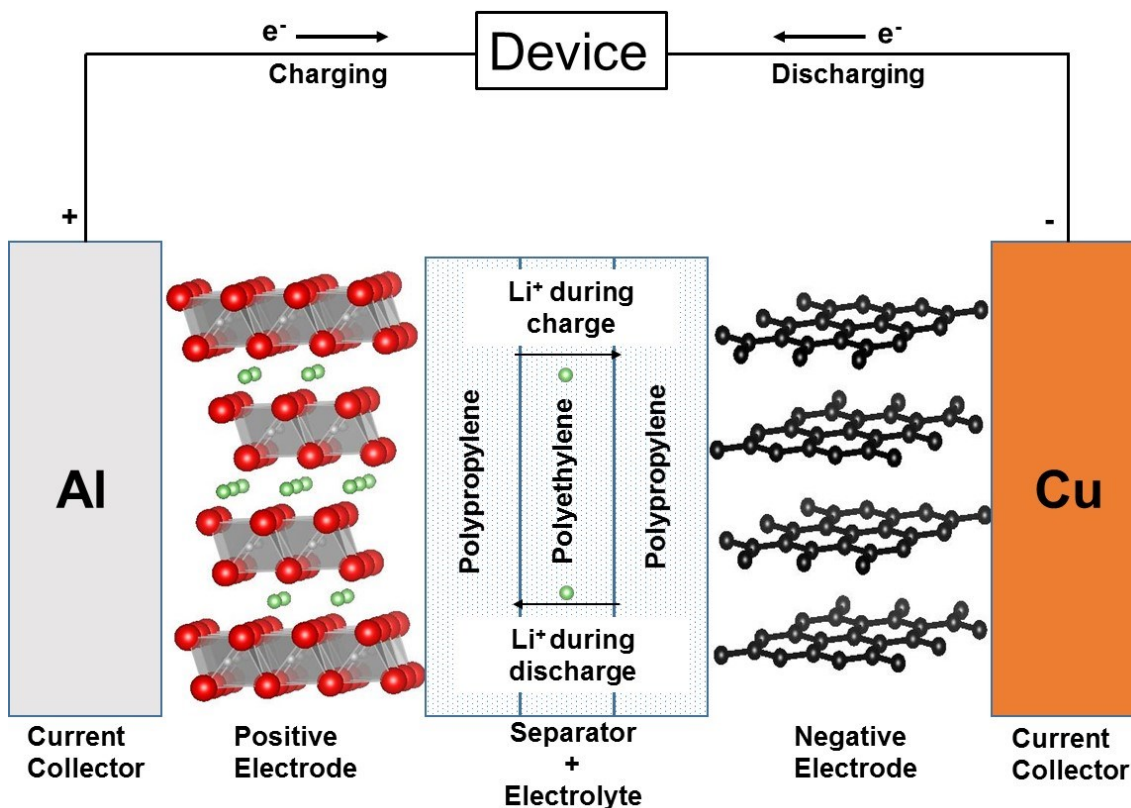 e⁻
Device
e⁻
Charging
Discharging
+
-
Li⁺ during
charge
Al
Polypropylene
Polyethylene
Polypropylene
Cu
Li⁺ during
discharge
Current
Collector
Positive
Electrode
Separator
+
Electrolyte
Negative
Electrode
Current
Collector